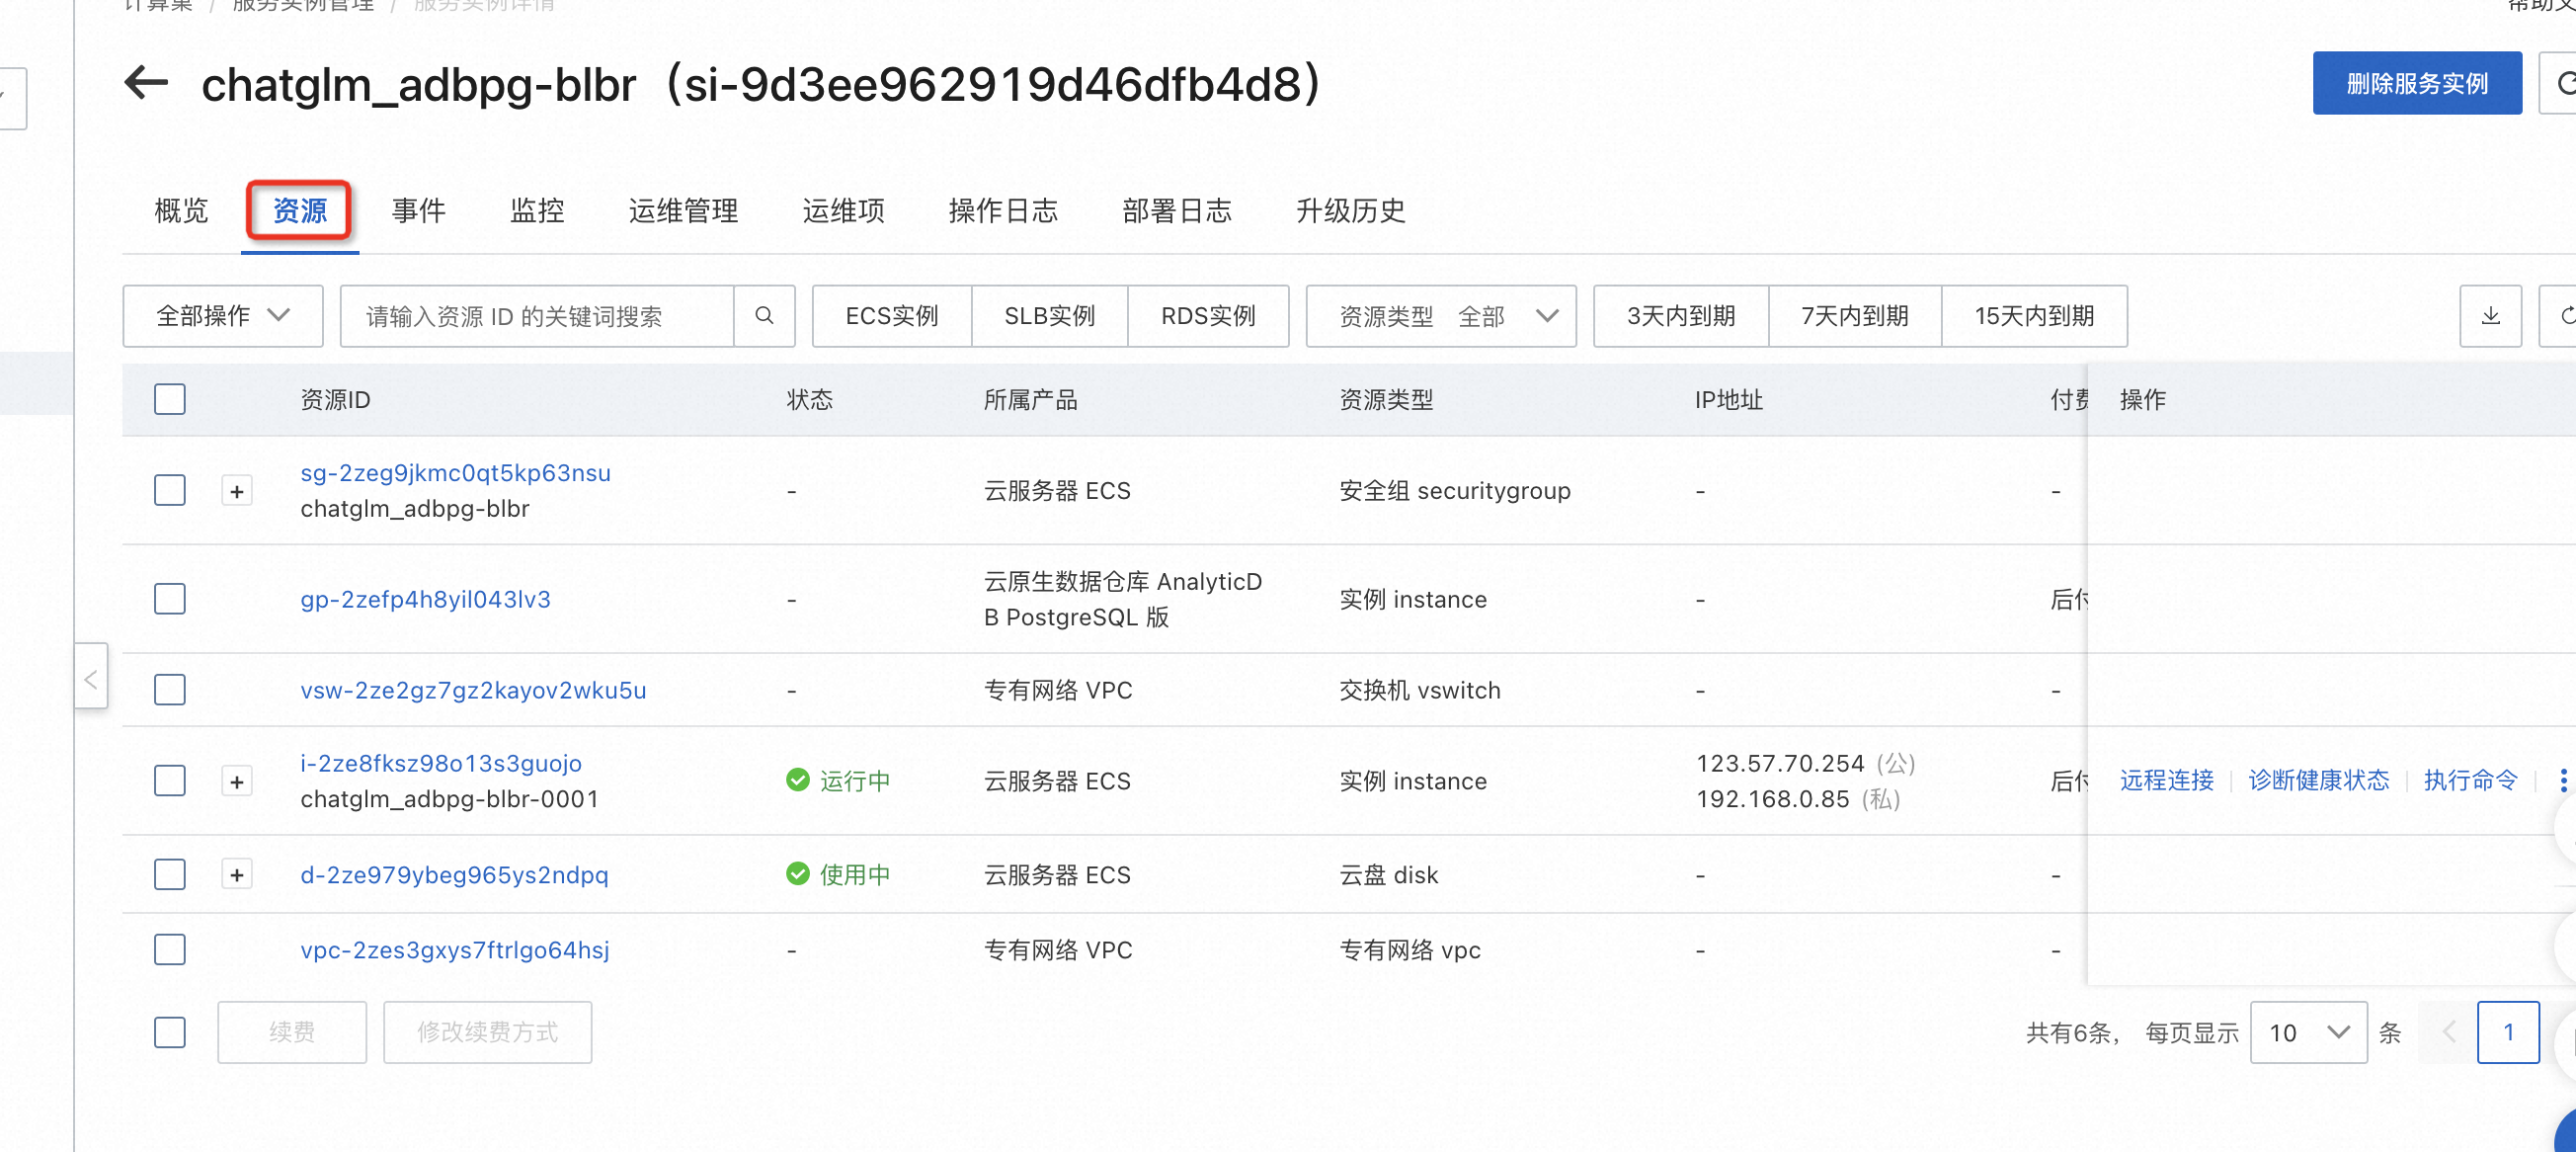 计算巢 / 服务实例管理 / 服务实例详情
chatglm_adbpg-blbr（si-9d3ee962919d46dfb4d8）
删除服务实例
概览 资源 事件 监控 运维管理 运维项 操作日志 部署日志 升级历史
全部操作 请输入资源 ID 的关键词搜索 ECS实例 SLB实例 RDS实例 资源类型 全部 3天内到期 7天内到期 15天内到期
资源ID 状态 所属产品 资源类型 IP地址 付费 操作
sg-2zeg9jkmc0qt5kp63nsu
chatglm_adbpg-blbr
- 云服务器 ECS 安全组 securitygroup - -
gp-2zefp4h8yil043lv3 - 云原生数据仓库 AnalyticD
B PostgreSQL 版
实例 instance - 后付
vsw-2ze2gz7gz2kayov2wku5u - 专有网络 VPC 交换机 vswitch - -
i-2ze8fksz98o13s3guojo
chatglm_adbpg-blbr-0001
运行中 云服务器 ECS 实例 instance
123.57.70.254 (公)
192.168.0.85 (私)
后付 远程连接 诊断健康状态 执行命令
d-2ze979ybeg965ys2ndpq 使用中 云服务器 ECS 云盘 disk - -
vpc-2zes3gxys7ftrlgo64hsj - 专有网络 VPC 专有网络 vpc - -
续费 修改续费方式 共有6条， 每页显示 10 条 1